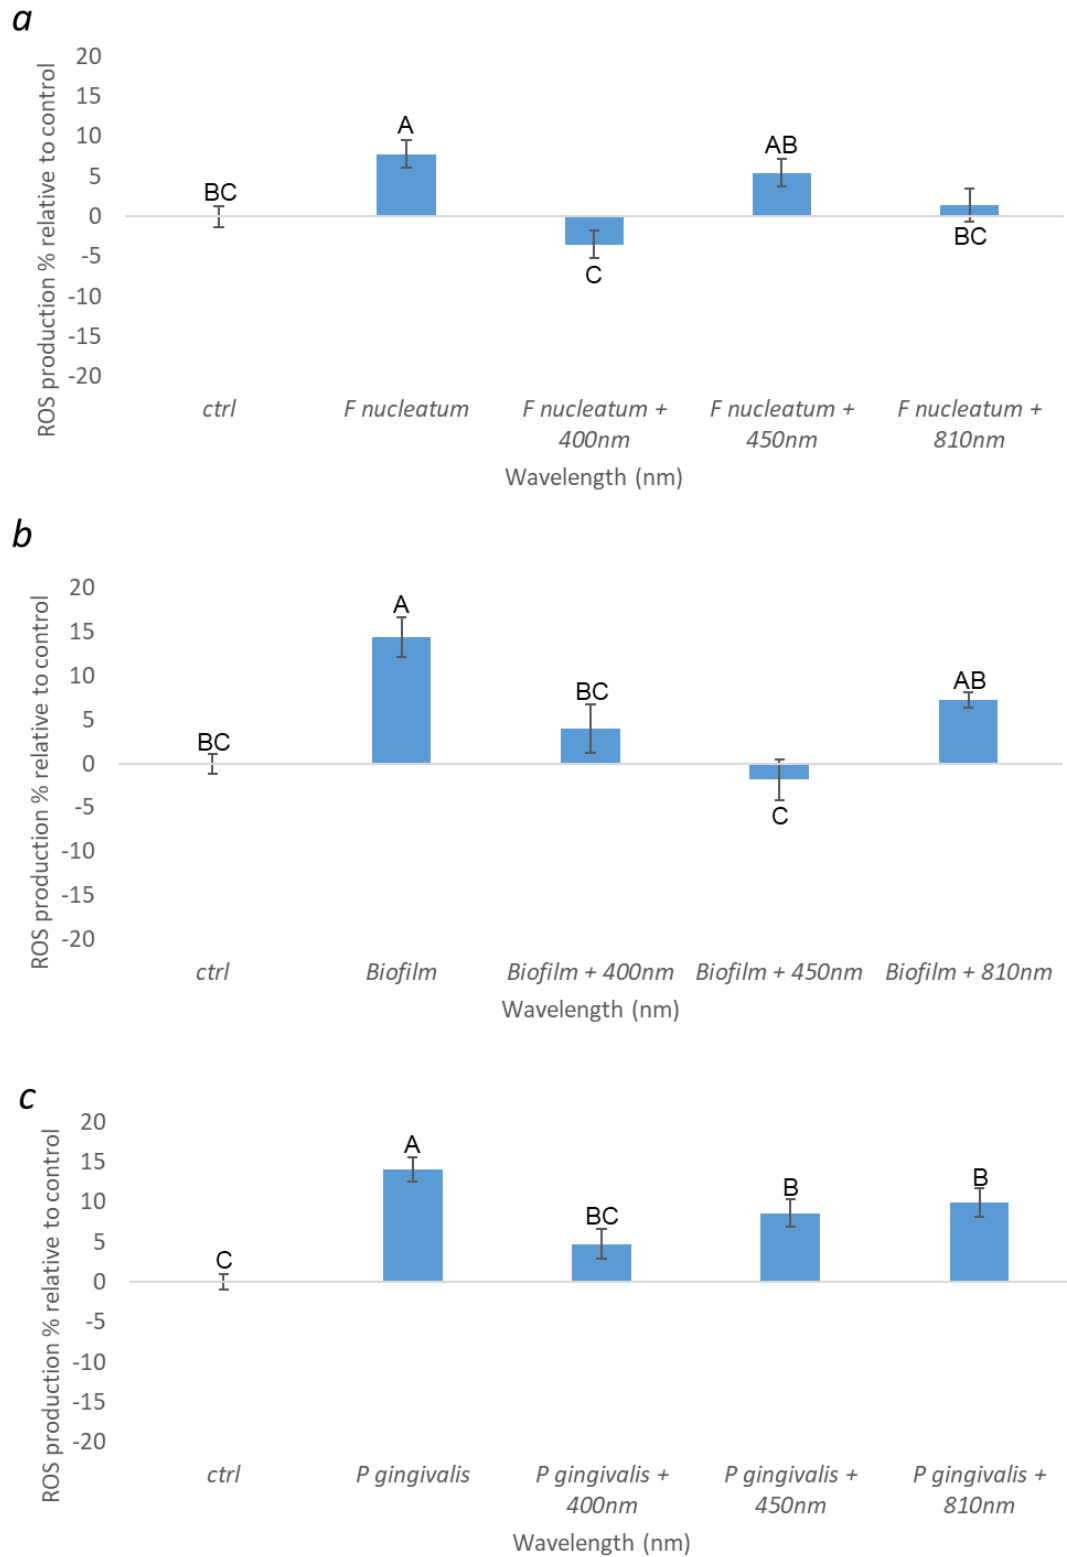 a
ROS production % relative to control
20
15
10
5
0
-5
-10
-15
-20
BC
A
C
AB
BC
ctrl
F nucleatum
F nucleatum +
400nm
F nucleatum +
450nm
F nucleatum +
810nm
Wavelength (nm)
b
ROS production % relative to control
20
15
10
5
0
-5
-10
-15
-20
BC
A
BC
C
AB
ctrl
Biofilm
Biofilm + 400nm
Biofilm + 450nm
Biofilm + 810nm
Wavelength (nm)
c
ROS production % relative to control
20
15
10
5
0
-5
-10
-15
-20
C
A
BC
B
B
ctrl
P gingivalis
P gingivalis +
400nm
P gingivalis +
450nm
P gingivalis +
810nm
Wavelength (nm)